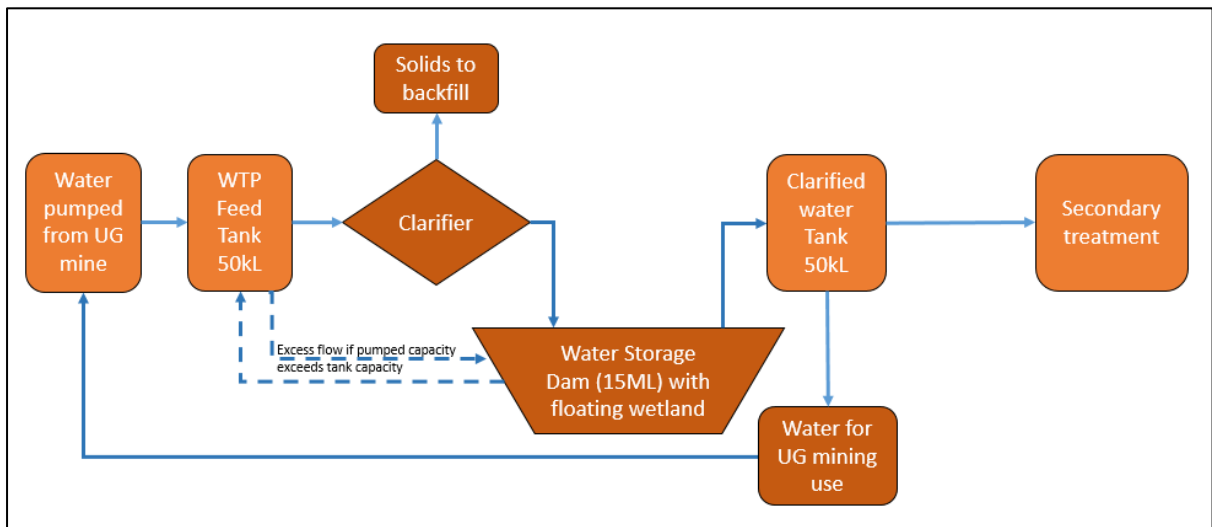 Solids to
backfill
Water
pumped
from UG
mine
WTP
Feed
Tank
50kL
Clarifier
Clarified
water
Tank
50kL
Secondary
treatment
Excess flow if pumped capacity
exceeds tank capacity
Water Storage
Dam (15ML) with
floating wetland
Water for
UG mining
use